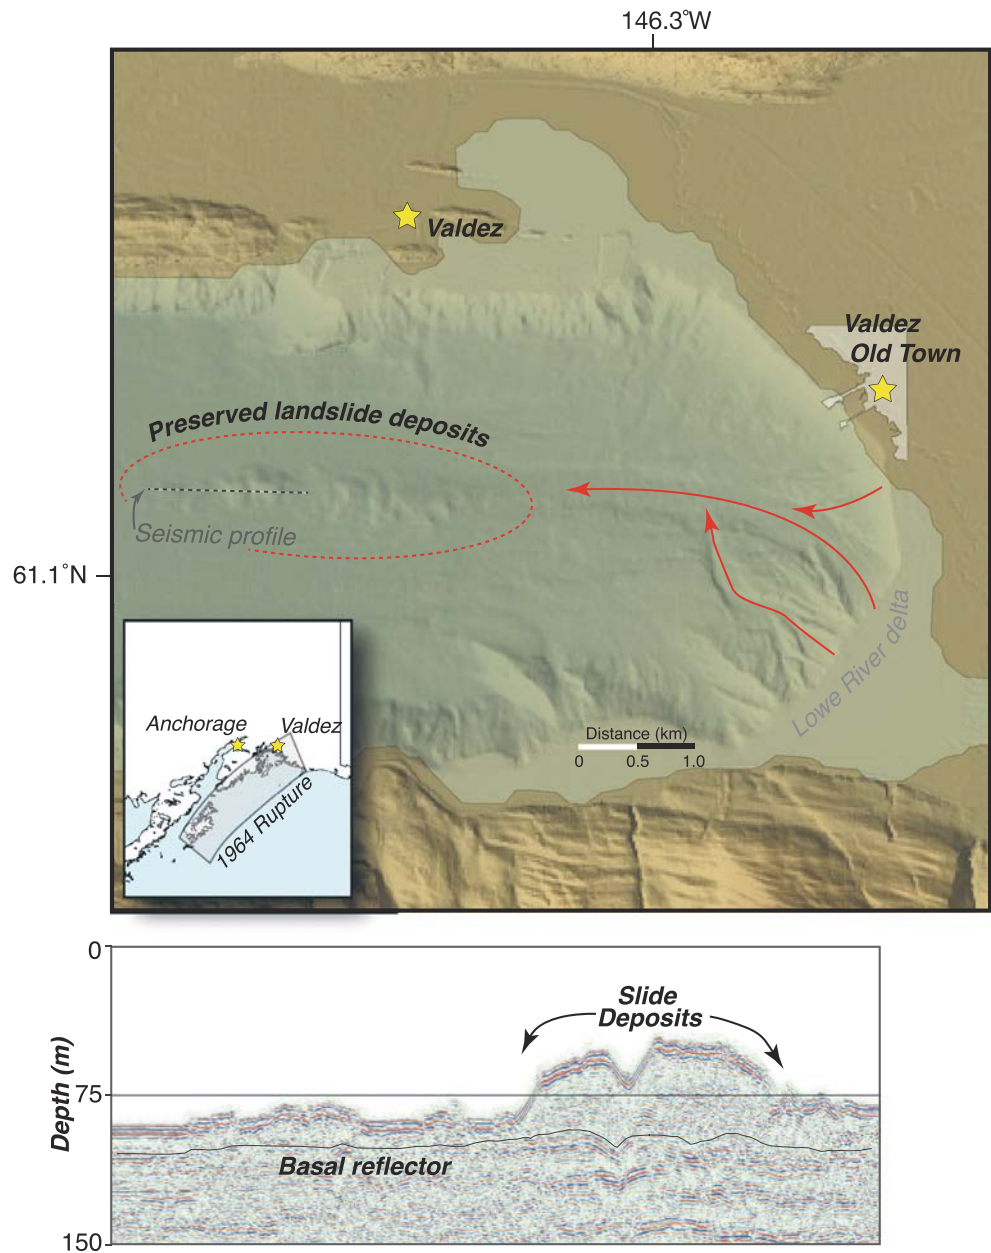 146.3°W
Valdez
Valdez
Old Town
Preserved landslide deposits
Seismic profile
61.1°N
Lowe River delta
Distance (km)
0 0.5 1.0
Anchorage
Valdez
1964 Rupture
0
Slide
Deposits
75
Depth (m)
Basal reflector
150